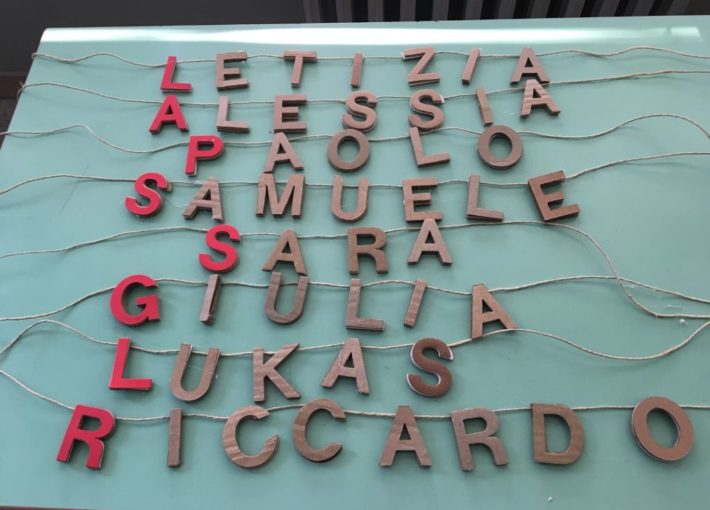 LETIZIA
ALESSIA
PAOLO
SAMUELE
SARA
GIULIA
LUKAS
RICCARDO